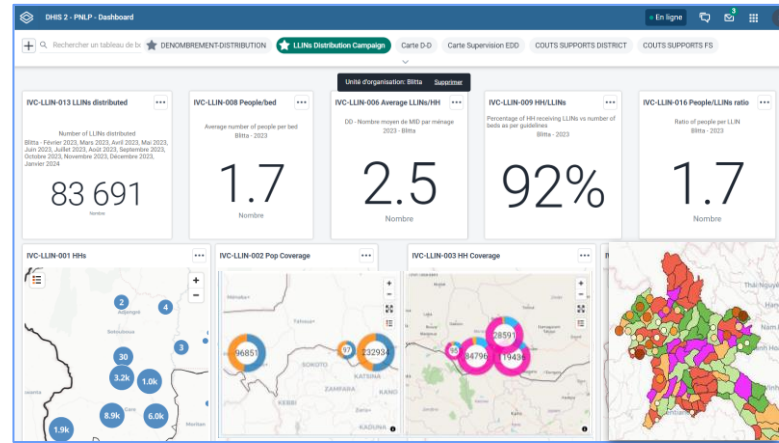 DHIS 2 - PNLP - Dashboard
En ligne
3
Rechercher un tableau de b
DENOMBREMENT-DISTRIBUTION
LLINs Distribution Campaign
Carte D-D
Carte Supervision EDD
COUTS SUPPORTS DISTRICT
COUTS SUPPORTS FS
Unité d'organisation: Blitta Supprimer
IVC-LLIN-013 LLINs distributed
Number of LLINs distributed
Blitta - Février 2023, Mars 2023, Avril 2023, Mai 2023,
Juin 2023, Juillet 2023, Août 2023, Septembre 2023,
Octobre 2023, Novembre 2023, Décembre 2023,
Janvier 2024
83 691
Nombre
IVC-LLIN-008 People/bed
Average number of people per bed
Blitta - 2023
1.7
Nombre
IVC-LLIN-006 Average LLINs/HH
DD - Nombre moyen de MID par ménage
2023 - Blitta
2.5
Nombre
IVC-LLIN-009 HH/LLINs
Percentage of HH receiving LLINs vs number of
beds as per guidelines
Blitta - 2023
92%
IVC-LLIN-016 People/LLINs ratio
Ratio of people per LLIN
Blitta - 2023
1.7
Nombre
IVC-LLIN-001 HHs
2
4
3
30
3.2k
1.0k
8.9k
6.0k
1.9k
IVC-LLIN-002 Pop Coverage
96851
97
232934
SOKOTO
KATSINA
ZAMFARA
KANO
KEBBI
KADUNA
IVC-LLIN-003 HH Coverage
28591
95
84796
19436
Thái Nguyê